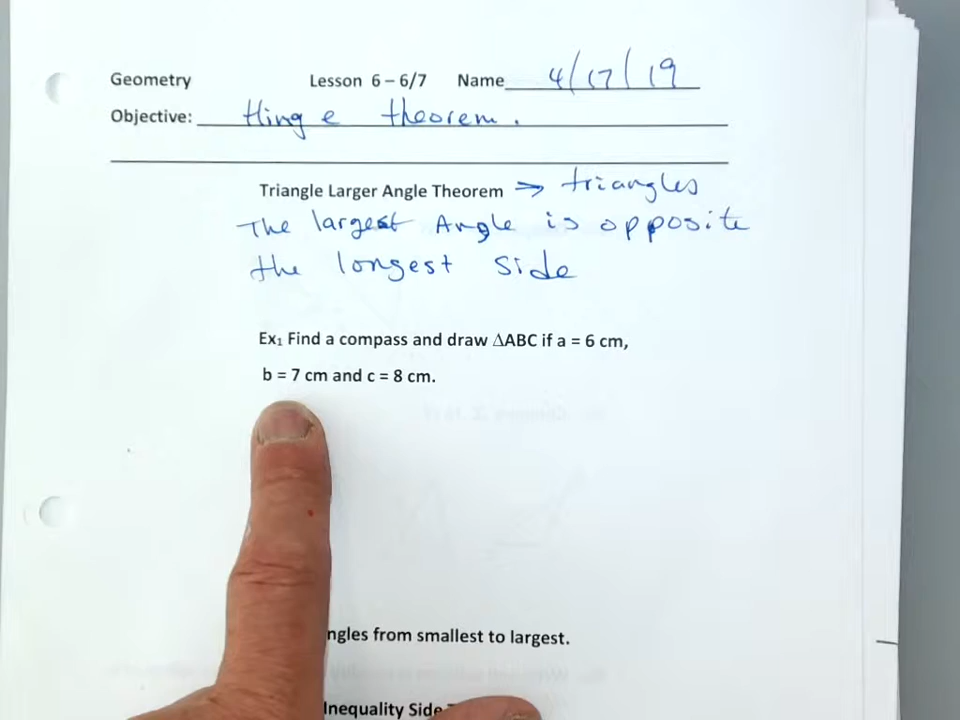 Geometry Lesson 6 – 6/7 Name 4/17/19
Objective: Hinge theorem.
Triangle Larger Angle Theorem → triangles
The largest Angle is opposite
the longest side
Ex1 Find a compass and draw ΔABC if a = 6 cm,
b = 7 cm and c = 8 cm.
ngles from smallest to largest.
Inequality Side